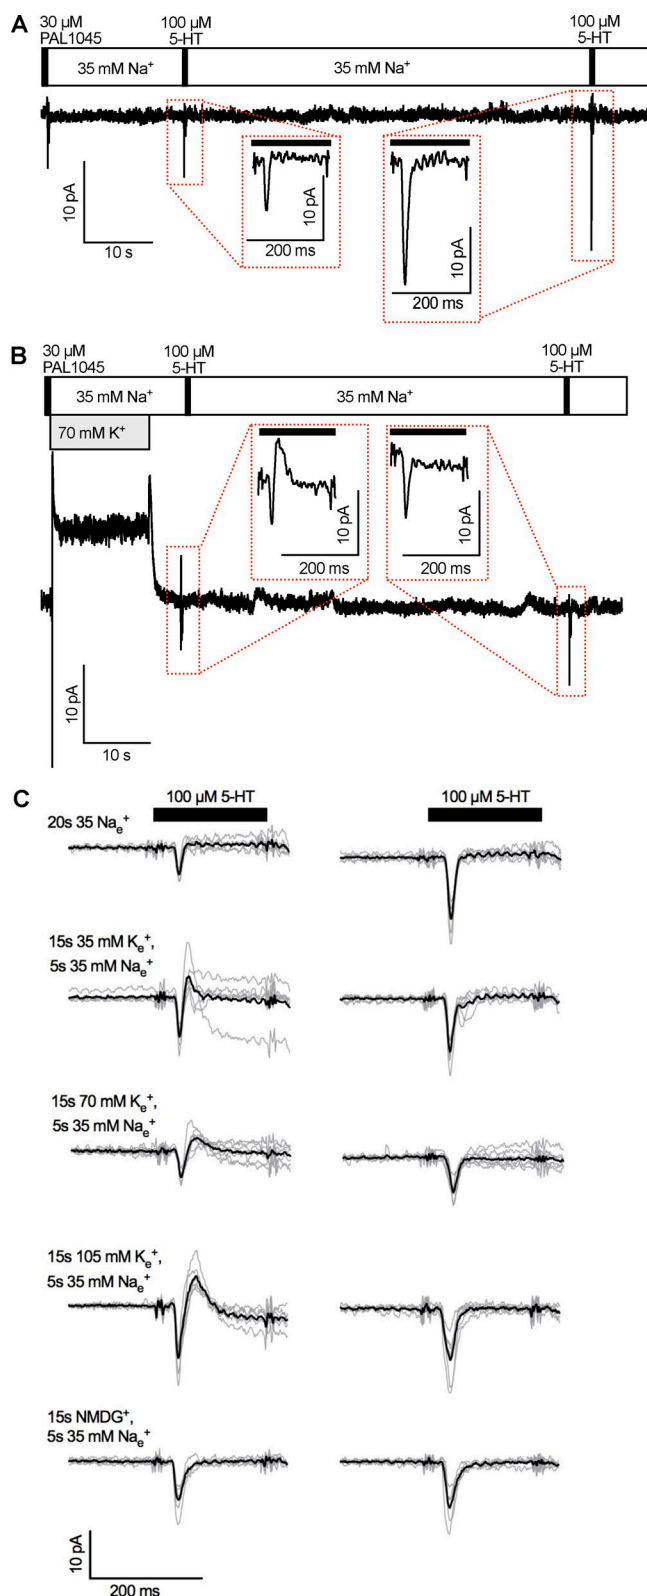 A
30 µM
PAL1045
100 µM
5-HT
100 µM
5-HT
35 mM Na⁺
35 mM Na⁺
10 pA
10 s
200 ms
10 pA
200 ms
10 pA
B
30 µM
PAL1045
100 µM
5-HT
100 µM
5-HT
35 mM Na⁺
35 mM Na⁺
70 mM K⁺
10 pA
200 ms
10 pA
200 ms
10 pA
10 s
C
100 µM 5-HT
100 µM 5-HT
20s 35 Naₑ⁺
15s 35 mM Kₑ⁺,
5s 35 mM Naₑ⁺
15s 70 mM Kₑ⁺,
5s 35 mM Naₑ⁺
15s 105 mM Kₑ⁺,
5s 35 mM Naₑ⁺
15s NMDG⁺,
5s 35 mM Naₑ⁺
10 pA
200 ms